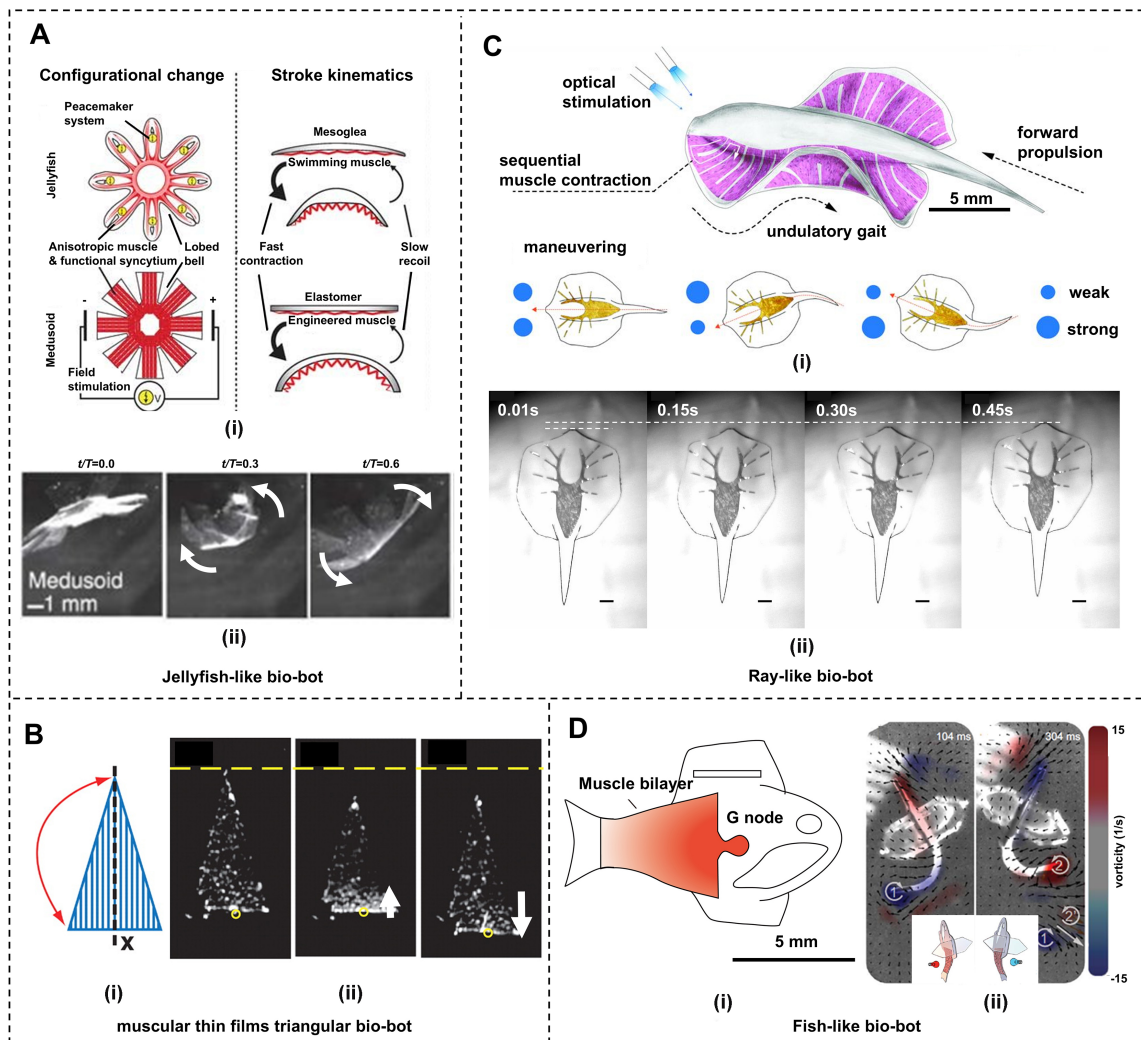 A
Configurational change
Stroke kinematics
Peacemaker
system
Jellyfish
Anisotropic muscle
& functional syncytium
Lobed
bell
Medusoid
-
+
Field
stimulation
V
Mesoglea
Swimming muscle
Fast
contraction
Slow
recoil
Elastomer
Engineered muscle
(i)
t/T=0.0
t/T=0.3
t/T=0.6
Medusoid
1 mm
(ii)
Jellyfish-like bio-bot
C
optical
stimulation
sequential
muscle contraction
forward
propulsion
5 mm
undulatory gait
maneuvering
weak
strong
(i)
0.01s
0.15s
0.30s
0.45s
(ii)
Ray-like bio-bot
B
X
(i)
(ii)
muscular thin films triangular bio-bot
D
Muscle bilayer
G node
5 mm
(i)
104 ms
304 ms
1
2
1
2
15
vorticity (1/s)
-15
(ii)
Fish-like bio-bot